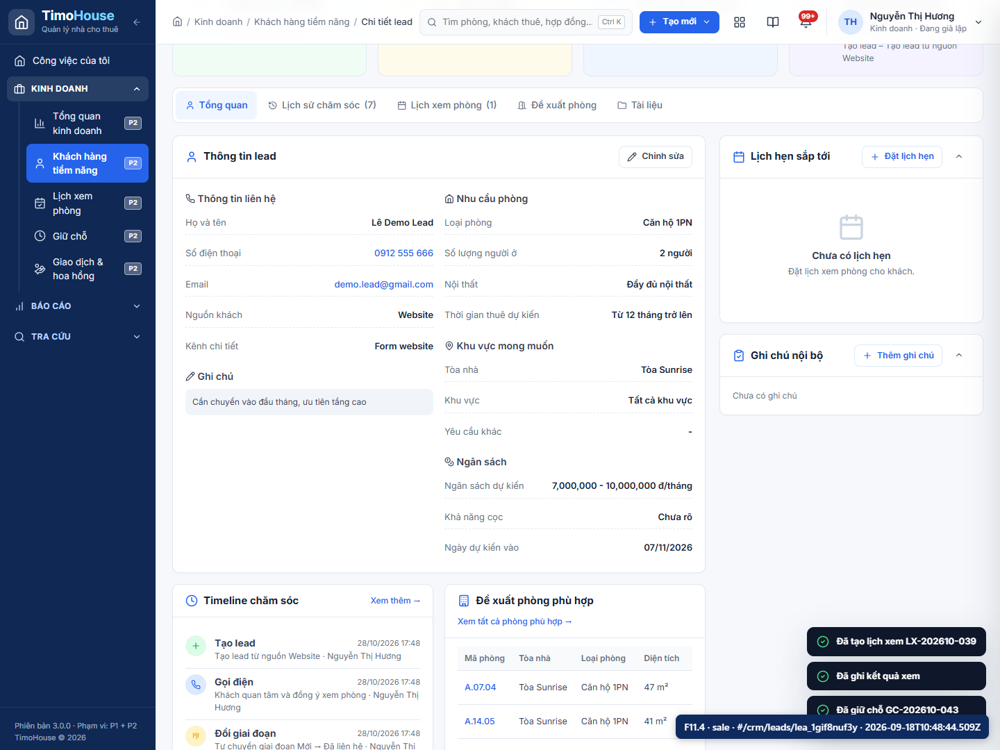 TimoHouse
Quản lý nhà cho thuê
Công việc của tôi
KINH DOANH
Tổng quan kinh doanh P2
Khách hàng tiềm năng P2
Lịch xem phòng P2
Giữ chỗ P2
Giao dịch & hoa hồng P2
BÁO CÁO
TRA CỨU
Phiên bản 3.0.0 · Phạm vi: P1 + P2
TimoHouse © 2026
/ Kinh doanh / Khách hàng tiềm năng / Chi tiết lead
Tìm phòng, khách thuê, hợp đồng... Ctrl K
Tạo mới
99+
TH
Nguyễn Thị Hương
Kinh doanh · Đang giả lập
Tạo lead – Tạo lead từ nguồn
Website
Tổng quan
Lịch sử chăm sóc (7)
Lịch xem phòng (1)
Đề xuất phòng
Tài liệu
Thông tin lead
Chỉnh sửa
Thông tin liên hệ
Họ và tên Lê Demo Lead
Số điện thoại 0912 555 666
Email demo.lead@gmail.com
Nguồn khách Website
Kênh chi tiết Form website
Ghi chú
Cần chuyển vào đầu tháng, ưu tiên tầng cao
Nhu cầu phòng
Loại phòng Căn hộ 1PN
Số lượng người ở 2 người
Nội thất Đầy đủ nội thất
Thời gian thuê dự kiến Từ 12 tháng trở lên
Khu vực mong muốn
Tòa nhà Tòa Sunrise
Khu vực Tất cả khu vực
Yêu cầu khác -
Ngân sách
Ngân sách dự kiến 7,000,000 - 10,000,000 đ/tháng
Khả năng cọc Chưa rõ
Ngày dự kiến vào 07/11/2026
Lịch hẹn sắp tới
Đặt lịch hẹn
Chưa có lịch hẹn
Đặt lịch xem phòng cho khách.
Ghi chú nội bộ
Thêm ghi chú
Chưa có ghi chú
Timeline chăm sóc
Xem thêm →
Tạo lead 28/10/2026 17:48
Tạo lead từ nguồn Website · Nguyễn Thị Hương
Gọi điện 28/10/2026 17:48
Khách quan tâm và đồng ý xem phòng · Nguyễn Thị
Hương
Đổi giai đoạn 28/10/2026 17:48
Tự chuyển giai đoạn Mới → Đã liên hệ · Nguyễn Thị
Đề xuất phòng phù hợp
Xem tất cả phòng phù hợp →
Mã phòng Tòa nhà Loại phòng Diện tích
A.07.04 Tòa Sunrise Căn hộ 1PN 47 m²
A.14.05 Tòa Sunrise Căn hộ 1PN 41 m²
Đã tạo lịch xem LX-202610-039
Đã ghi kết quả xem
Đã giữ chỗ GC-202610-043
F11.4 · sale · #/crm/leads/lea_1gif8nuf3y · 2026-09-18T10:48:44.509Z